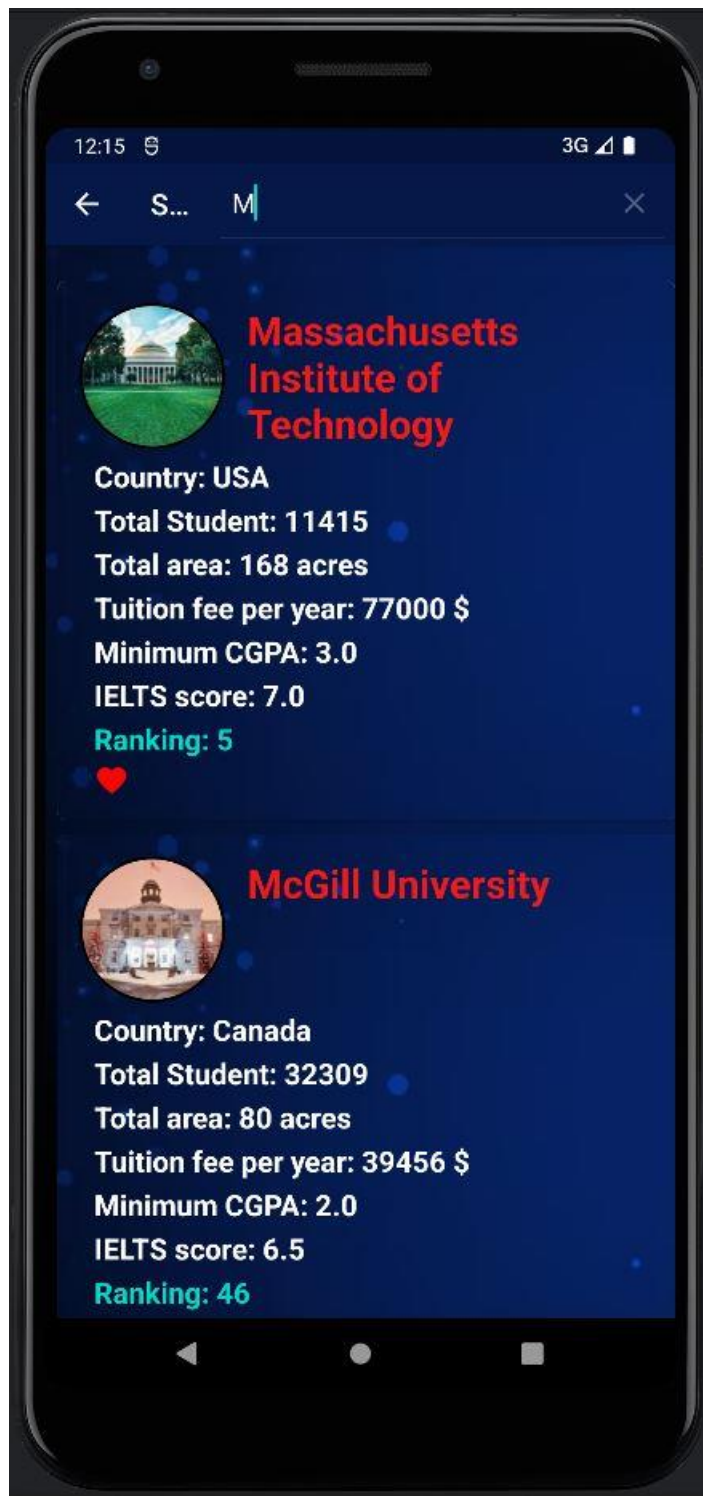 12:15 3G
S... M
Massachusetts
Institute of
Technology
Country: USA
Total Student: 11415
Total area: 168 acres
Tuition fee per year: 77000 $
Minimum CGPA: 3.0
IELTS score: 7.0
Ranking: 5
McGill University
Country: Canada
Total Student: 32309
Total area: 80 acres
Tuition fee per year: 39456 $
Minimum CGPA: 2.0
IELTS score: 6.5
Ranking: 46